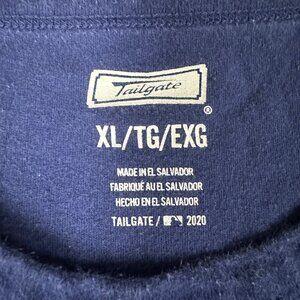 Tailgate
®
XL/TG/EXG
MADE IN EL SALVADOR
FABRIQUÉ AU EL SALVADOR
HECHO EN EL SALVADOR
TAILGATE / 2020